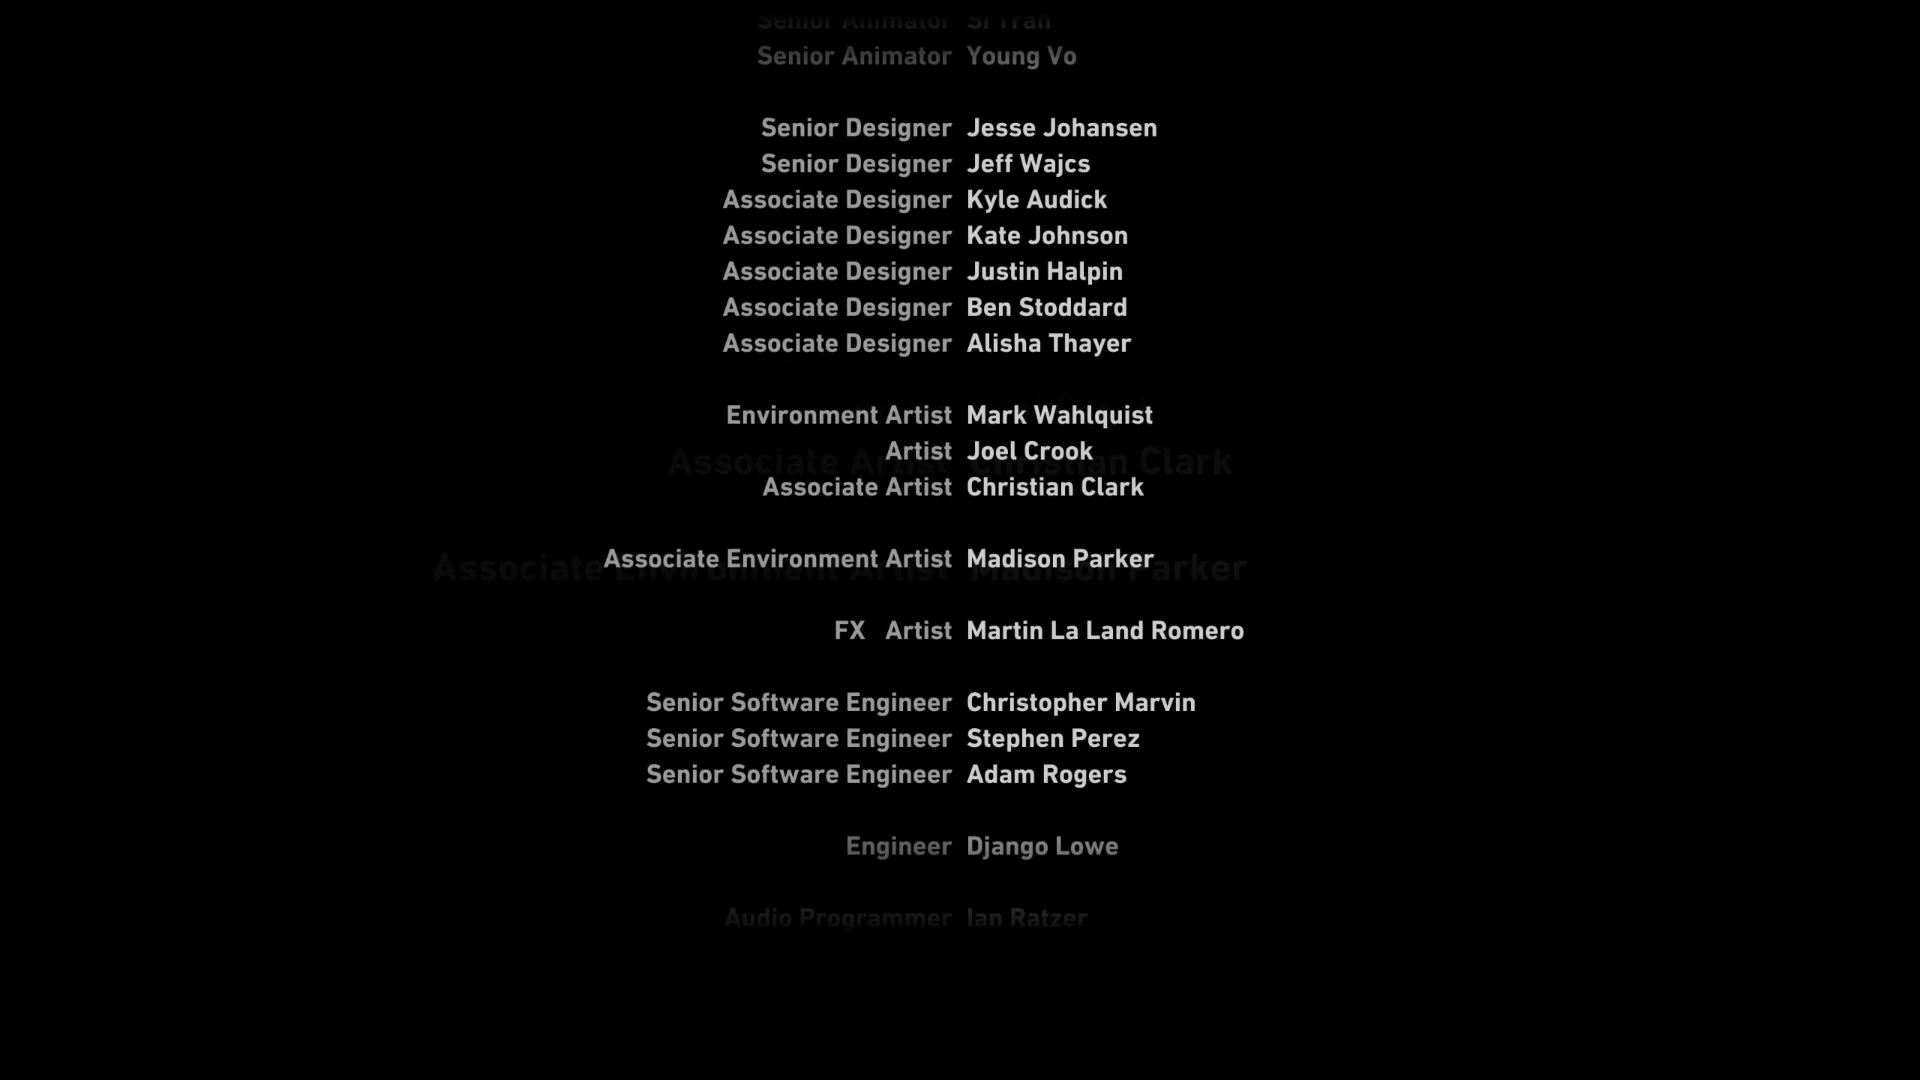 Senior Animator Si Tran
Senior Animator Young Vo
Senior Designer Jesse Johansen
Senior Designer Jeff Wajcs
Associate Designer Kyle Audick
Associate Designer Kate Johnson
Associate Designer Justin Halpin
Associate Designer Ben Stoddard
Associate Designer Alisha Thayer
Environment Artist Mark Wahlquist
Artist Joel Crook
Associate Artist Christian Clark
Associate Environment Artist Madison Parker
FX Artist Martin La Land Romero
Senior Software Engineer Christopher Marvin
Senior Software Engineer Stephen Perez
Senior Software Engineer Adam Rogers
Engineer Django Lowe
Audio Programmer Ian Ratzer